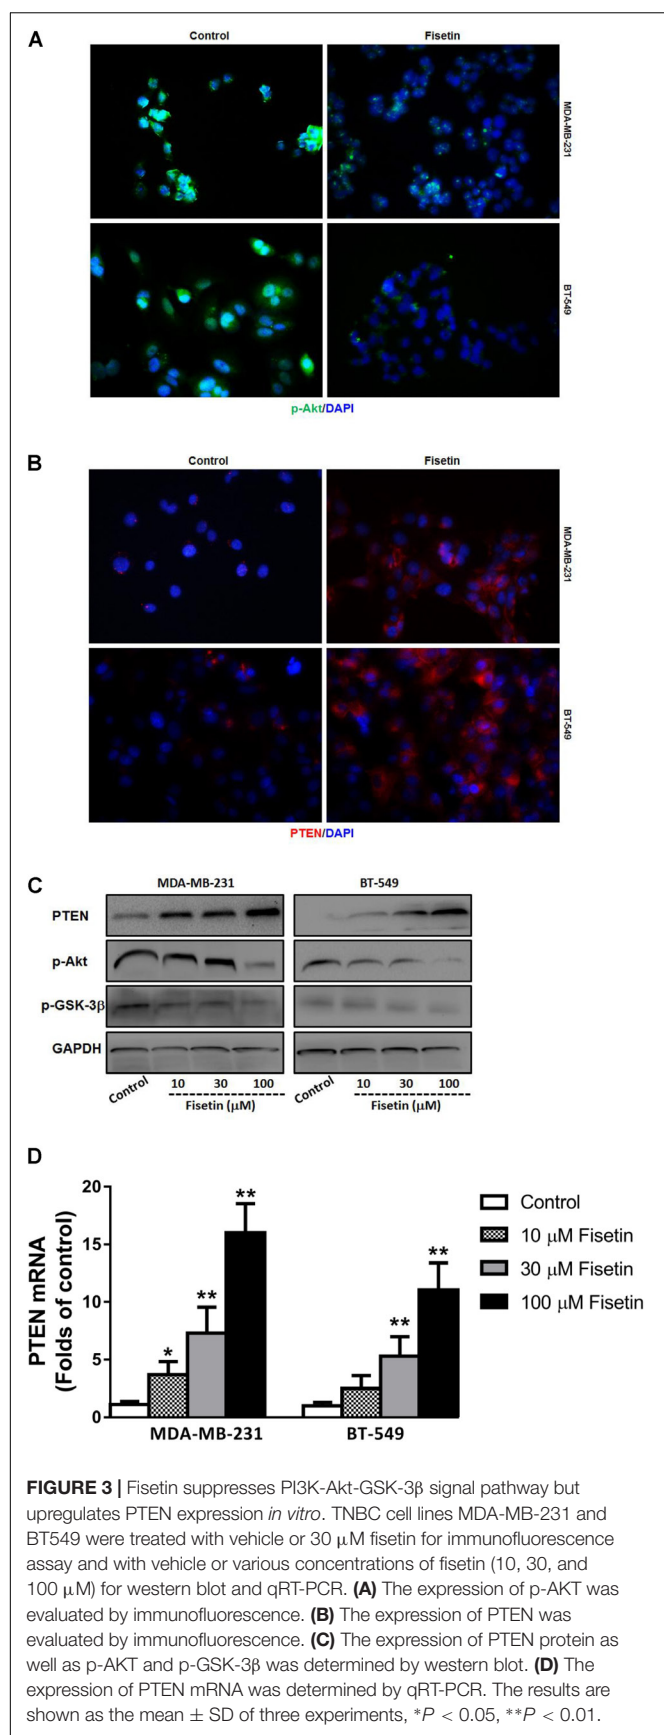 A
Control Fisetin
MDA-MB-231
BT-549
p-Akt/DAPI
B
Control Fisetin
MDA-MB-231
BT-549
PTEN/DAPI
C
MDA-MB-231 BT-549
PTEN
p-Akt
p-GSK-3β
GAPDH
Control 10 30 100 Control 10 30 100
Fisetin (μM) Fisetin (μM)
D
PTEN mRNA
(Folds of control)
20
15
10
5
0
* ** ** ** **
MDA-MB-231 BT-549
Control
10 μM Fisetin
30 μM Fisetin
100 μM Fisetin
FIGURE 3 | Fisetin suppresses PI3K-Akt-GSK-3β signal pathway but
upregulates PTEN expression in vitro. TNBC cell lines MDA-MB-231 and
BT549 were treated with vehicle or 30 μM fisetin for immunofluorescence
assay and with vehicle or various concentrations of fisetin (10, 30, and
100 μM) for western blot and qRT-PCR. (A) The expression of p-AKT was
evaluated by immunofluorescence. (B) The expression of PTEN was
evaluated by immunofluorescence. (C) The expression of PTEN protein as
well as p-AKT and p-GSK-3β was determined by western blot. (D) The
expression of PTEN mRNA was determined by qRT-PCR. The results are
shown as the mean ± SD of three experiments, *P < 0.05, **P < 0.01.